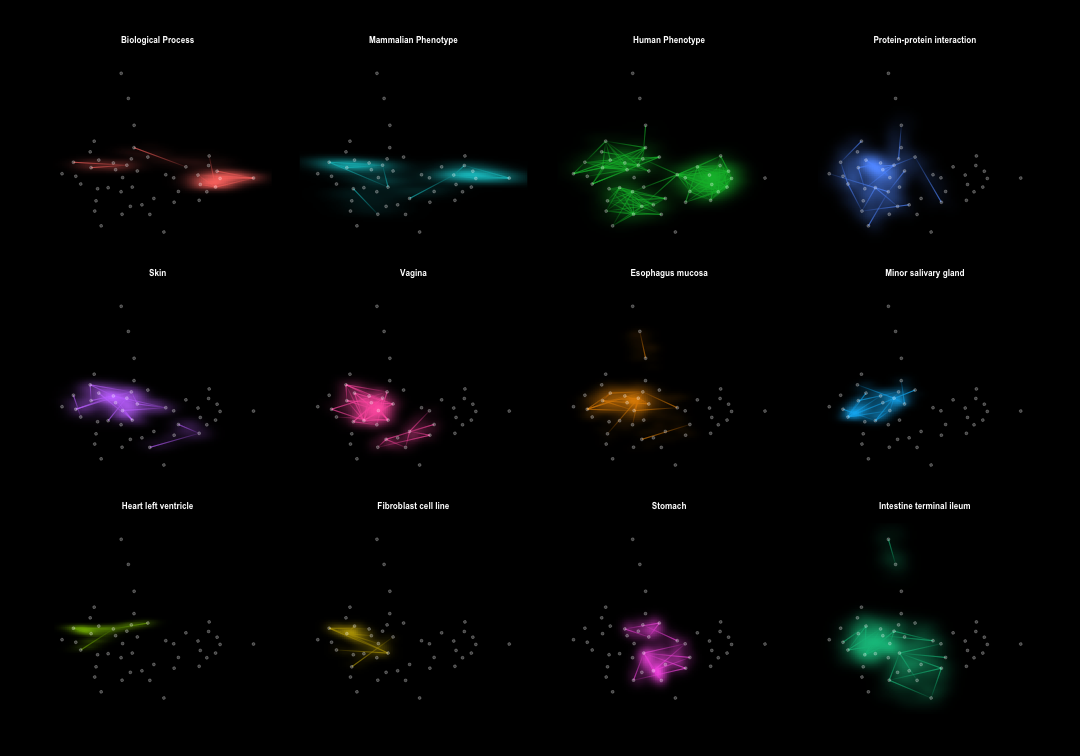 Biological Process
Mammalian Phenotype
Human Phenotype
Protein-protein interaction
Skin
Vagina
Esophagus mucosa
Minor salivary gland
Heart left ventricle
Fibroblast cell line
Stomach
Intestine terminal ileum